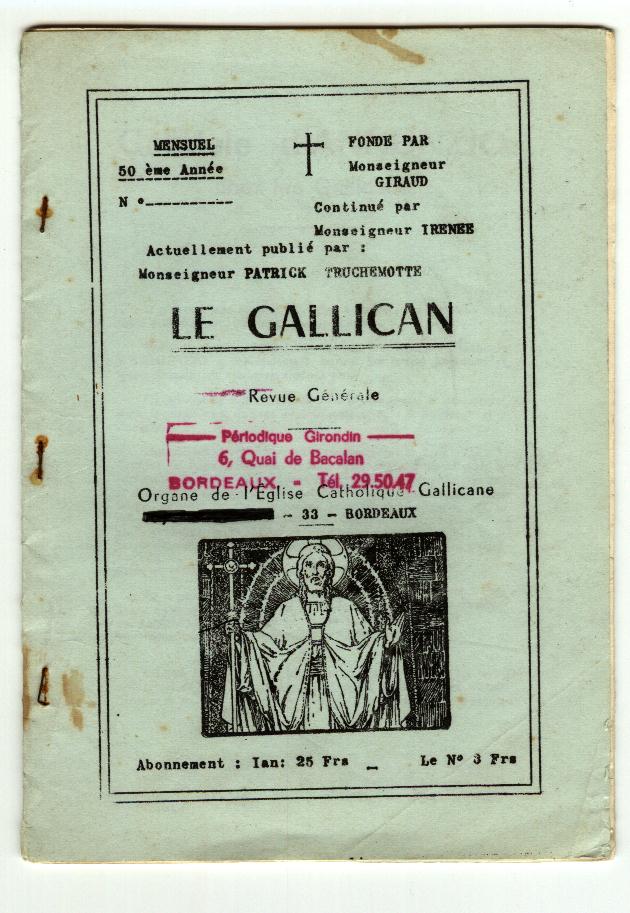 MENSUEL
50 ème Année
N °
FONDE PAR
Monseigneur
GIRAUD
Continué par
Monseigneur IRENEE
Actuellement publié par :
Monseigneur PATRICK TRUCHEMOTTE
LE GALLICAN
Revue Générale
Périodique Girondin
6, Quai de Bacalan
BORDEAUX - Tél. 29.50.47
Organe de l'Eglise Catholique Gallicane
- 33 - BORDEAUX
Abonnement : Ian: 25 Frs _ Le N° 3 Frs